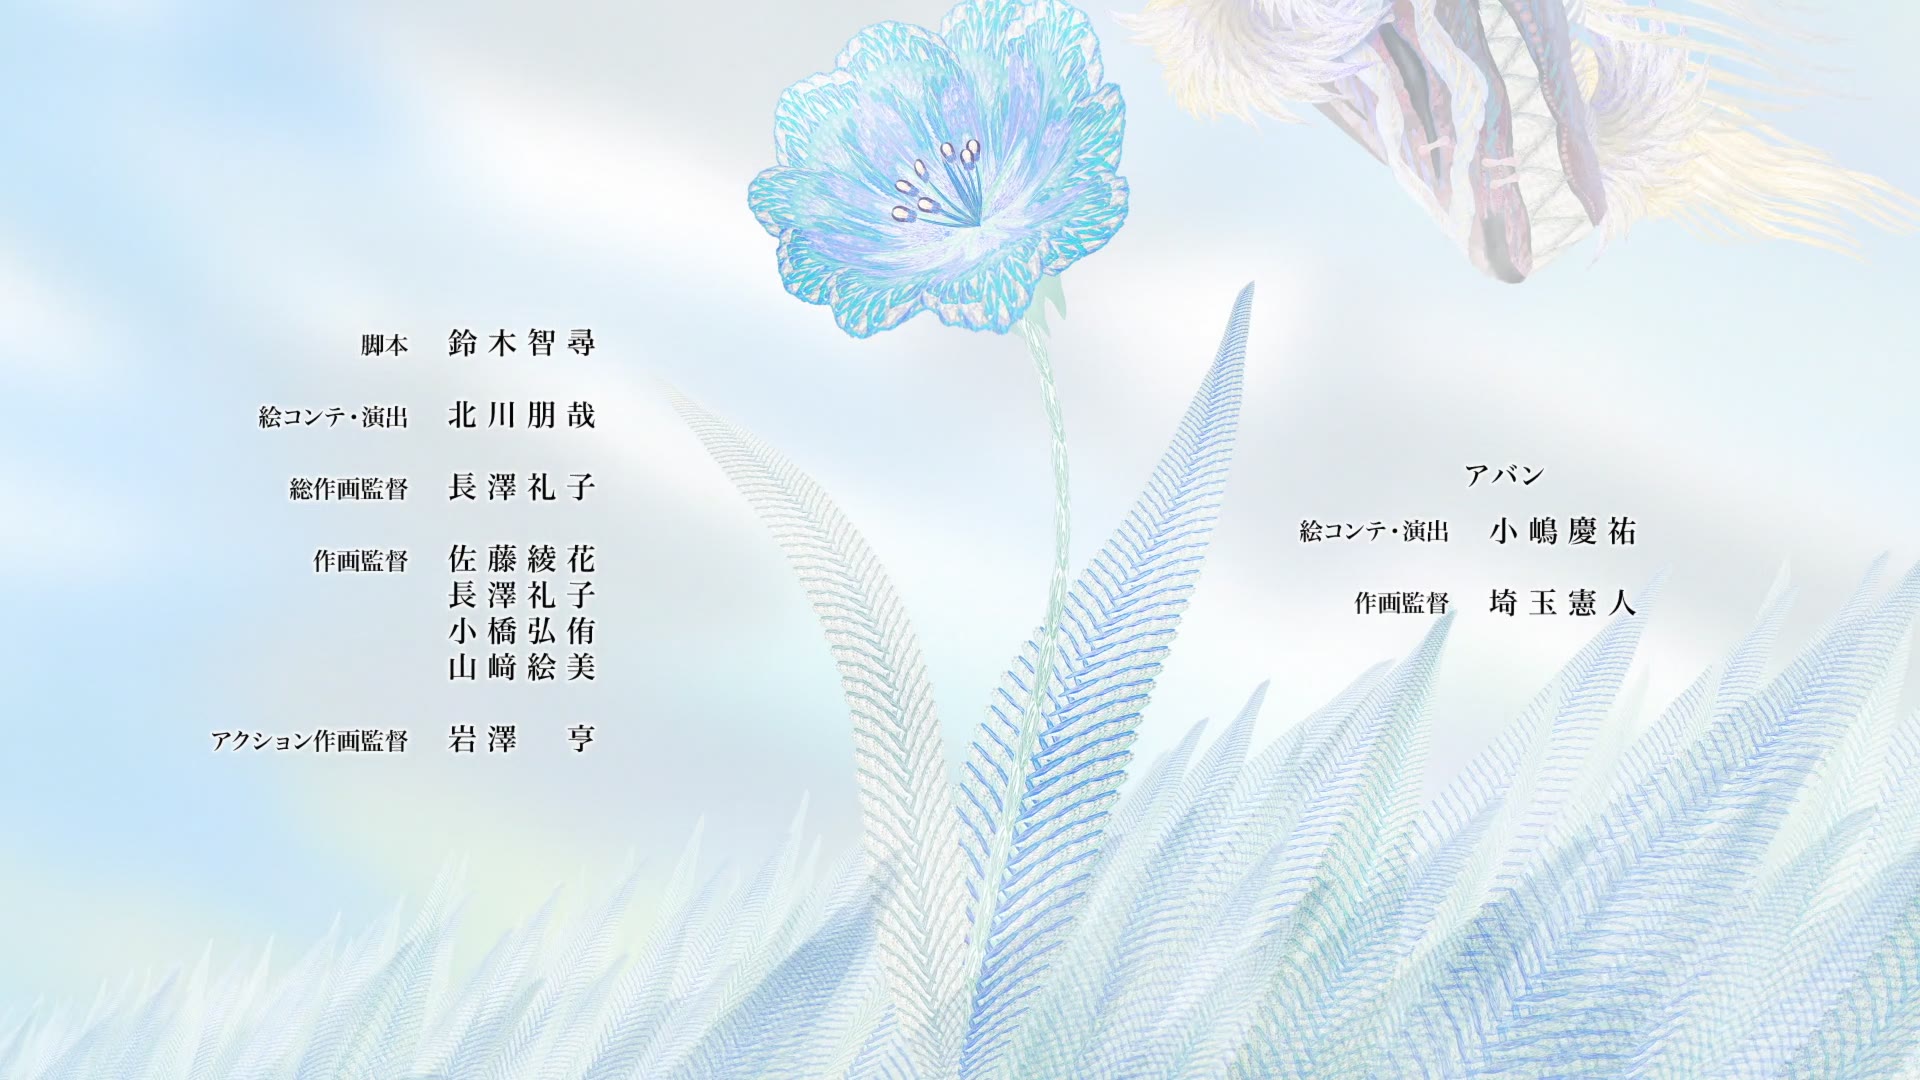 脚本 鈴木智尋
絵コンテ・演出 北川朋哉
総作画監督 長澤礼子
作画監督 佐藤綾花
長澤礼子
小橋弘侑
山﨑絵美
アクション作画監督 岩澤 亨
アバン
絵コンテ・演出 小嶋慶祐
作画監督 埼玉憲人